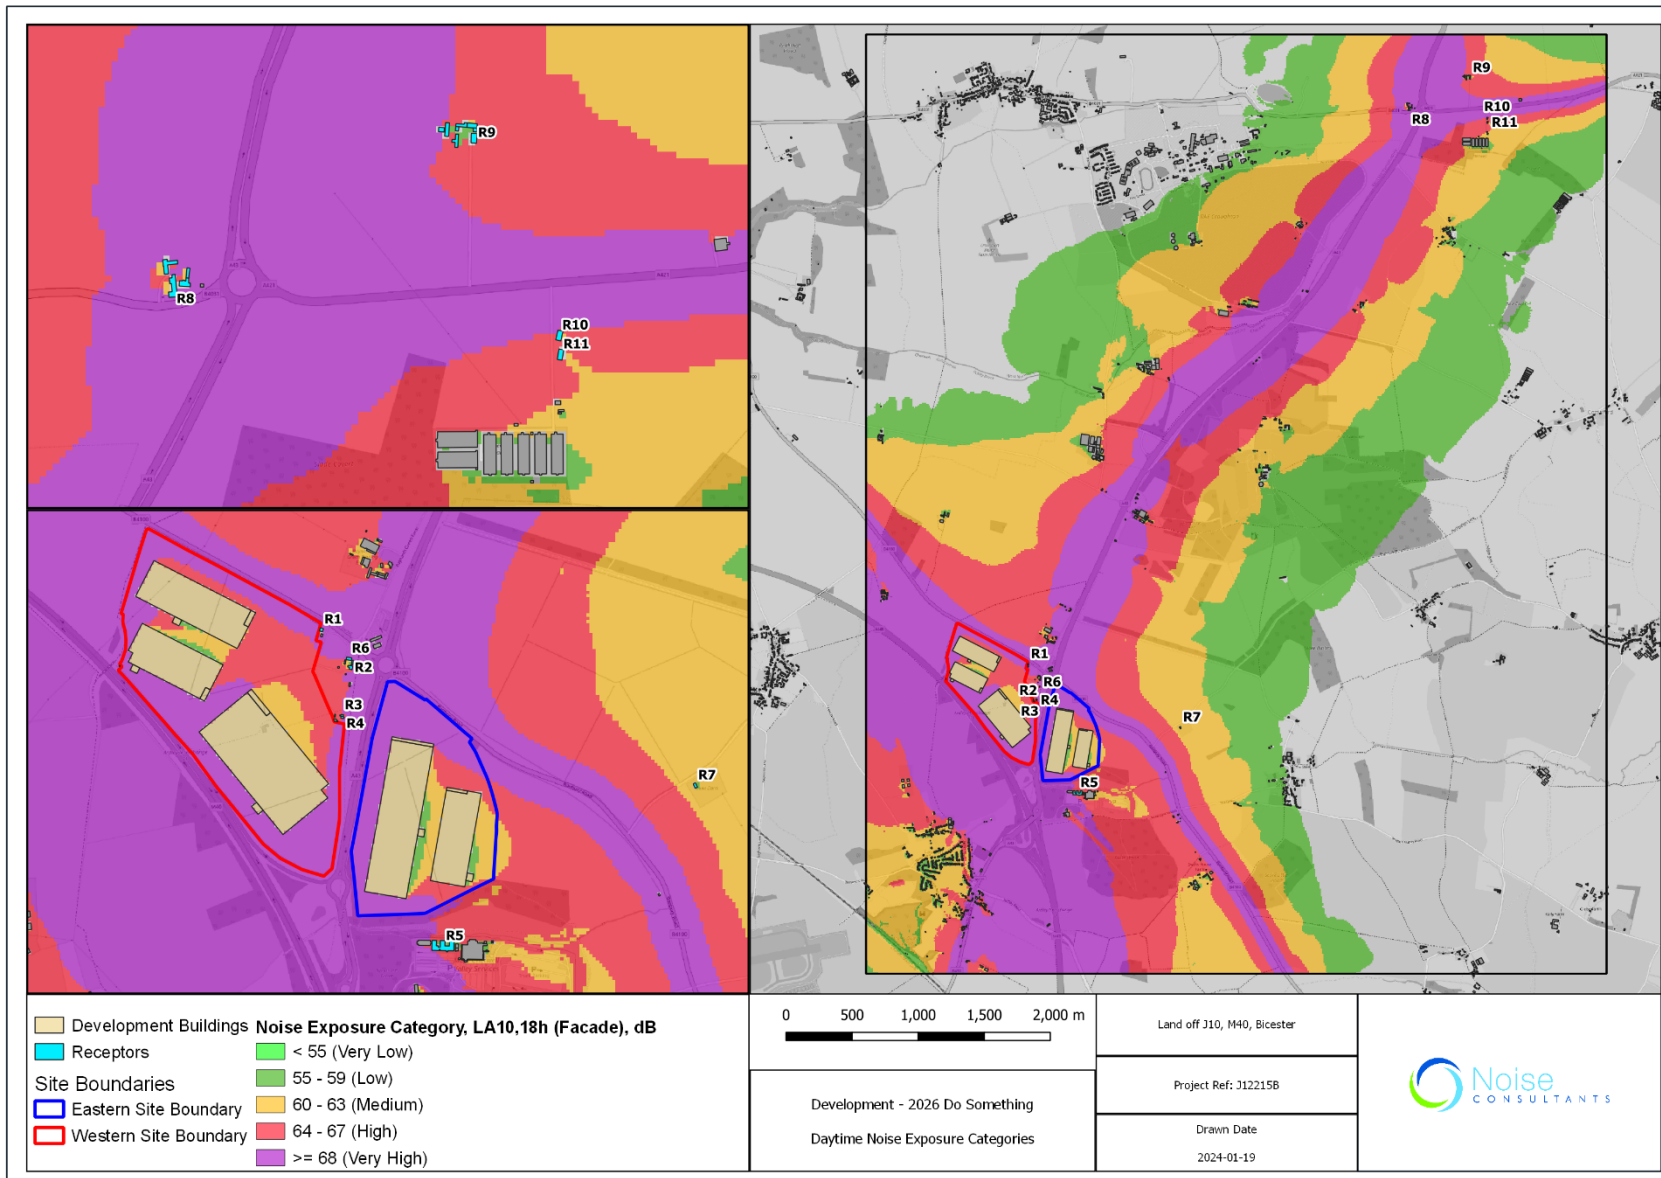 R9
R8
R10
R11
R9
R10
R8
R11
R1
R6
R2
R3
R4
R7
R5
R1
R6
R2
R4
R3
R7
R5
Development Buildings
Receptors
Site Boundaries
Eastern Site Boundary
Western Site Boundary
Noise Exposure Category, LA10,18h (Facade), dB
< 55 (Very Low)
55 - 59 (Low)
60 - 63 (Medium)
64 - 67 (High)
>= 68 (Very High)
0 500 1,000 1,500 2,000 m
Development - 2026 Do Something
Daytime Noise Exposure Categories
Land off J10, M40, Bicester
Project Ref: J12215B
Drawn Date
2024-01-19
Noise
CONSULTANTS